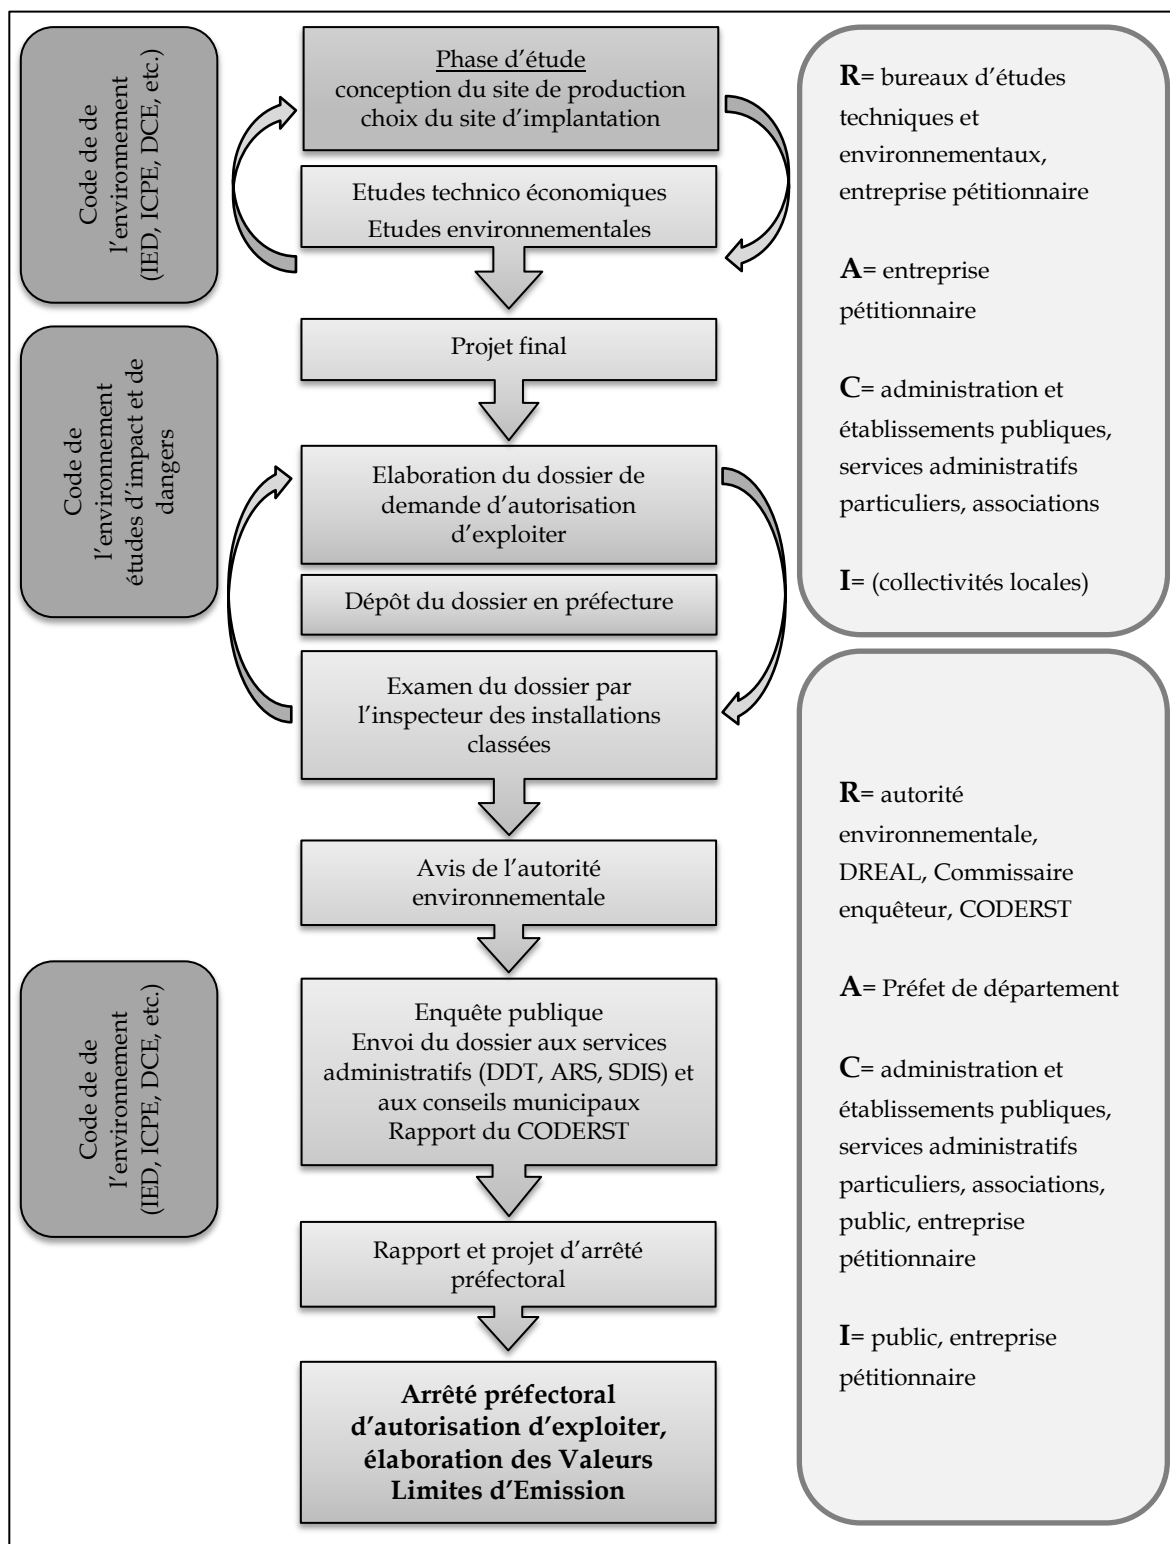 Code de de
l'environnement
(IED, ICPE, DCE, etc.)
Phase d'étude
conception du site de production
choix du site d'implantation
Etudes technico économiques
Etudes environnementales
Projet final
Code de
l'environnement
études d'impact et de
dangers
Elaboration du dossier de
demande d'autorisation
d'exploiter
Dépôt du dossier en préfecture
Examen du dossier par
l'inspecteur des installations
classées
Avis de l'autorité
environnementale
Code de de
l'environnement
(IED, ICPE, DCE, etc.)
Enquête publique
Envoi du dossier aux services
administratifs (DDT, ARS, SDIS) et
aux conseils municipaux
Rapport du CODERST
Rapport et projet d'arrêté
préfectoral
Arrêté préfectoral
d'autorisation d'exploiter,
élaboration des Valeurs
Limites d'Emission
R= bureaux d'études
techniques et
environnementaux,
entreprise pétitionnaire
A= entreprise
pétitionnaire
C= administration et
établissements publiques,
services administratifs
particuliers, associations
I= (collectivités locales)
R= autorité
environnementale,
DREAL, Commissaire
enquêteur, CODERST
A= Préfet de département
C= administration et
établissements publiques,
services administratifs
particuliers, associations,
public, entreprise
pétitionnaire
I= public, entreprise
pétitionnaire